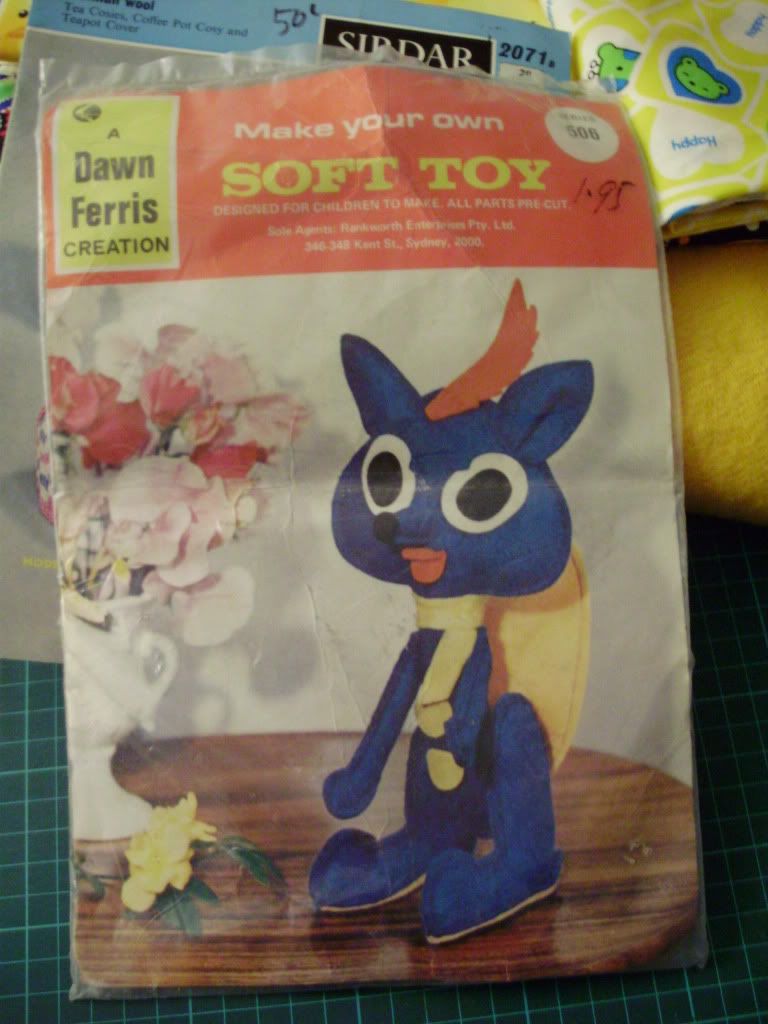 wool
Tea Cosies, Coffee Pot Cosy and
Teapot Cover
50c
SIRDAR
2071
Happy
Happy
A
Dawn
Ferris
CREATION
Make your own
SOFT TOY
SERIES
506
1.95
DESIGNED FOR CHILDREN TO MAKE. ALL PARTS PRE-CUT.
Sole Agents: Rankworth Enterprises Pty. Ltd.
346-348 Kent St., Sydney, 2000.